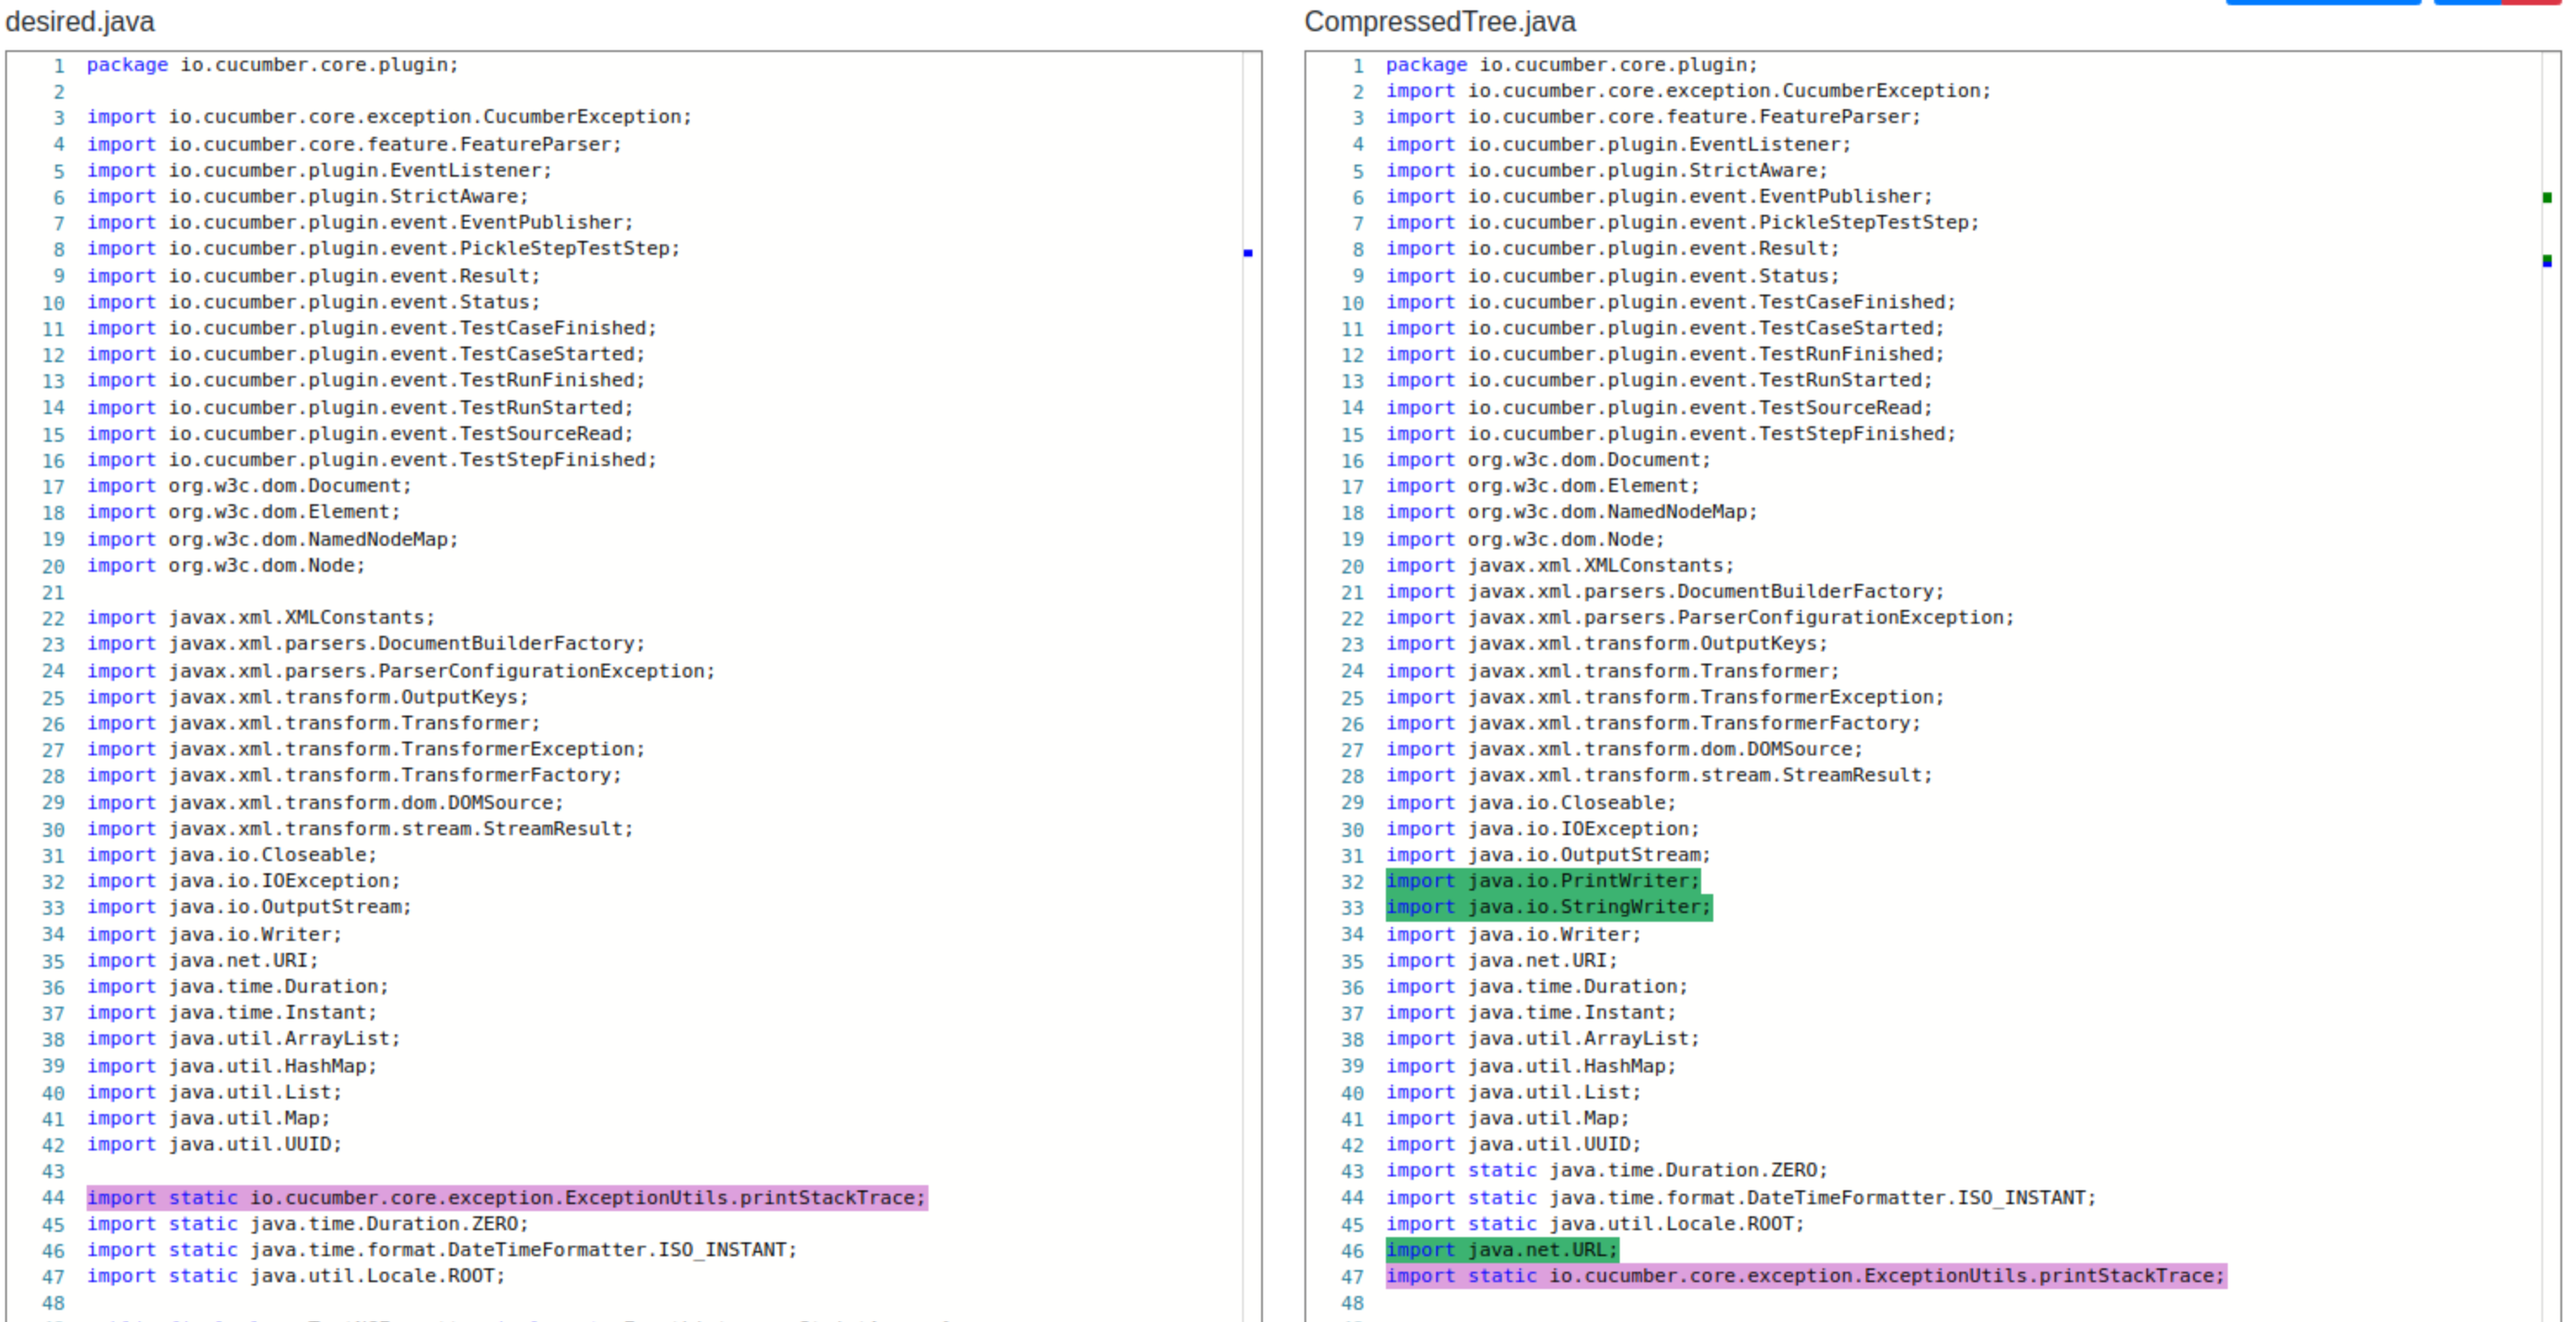 desired.java
1 package io.cucumber.core.plugin;
2
3 import io.cucumber.core.exception.CucumberException;
4 import io.cucumber.core.feature.FeatureParser;
5 import io.cucumber.plugin.EventListener;
6 import io.cucumber.plugin.StrictAware;
7 import io.cucumber.plugin.event.EventPublisher;
8 import io.cucumber.plugin.event.PickleStepTestStep;
9 import io.cucumber.plugin.event.Result;
10 import io.cucumber.plugin.event.Status;
11 import io.cucumber.plugin.event.TestCaseFinished;
12 import io.cucumber.plugin.event.TestCaseStarted;
13 import io.cucumber.plugin.event.TestRunFinished;
14 import io.cucumber.plugin.event.TestRunStarted;
15 import io.cucumber.plugin.event.TestSourceRead;
16 import io.cucumber.plugin.event.TestStepFinished;
17 import org.w3c.dom.Document;
18 import org.w3c.dom.Element;
19 import org.w3c.dom.NamedNodeMap;
20 import org.w3c.dom.Node;
21
22 import javax.xml.XMLConstants;
23 import javax.xml.parsers.DocumentBuilderFactory;
24 import javax.xml.parsers.ParserConfigurationException;
25 import javax.xml.transform.OutputKeys;
26 import javax.xml.transform.Transformer;
27 import javax.xml.transform.TransformerException;
28 import javax.xml.transform.TransformerFactory;
29 import javax.xml.transform.dom.DOMSource;
30 import javax.xml.transform.stream.StreamResult;
31 import java.io.Closeable;
32 import java.io.IOException;
33 import java.io.OutputStream;
34 import java.io.Writer;
35 import java.net.URI;
36 import java.time.Duration;
37 import java.time.Instant;
38 import java.util.ArrayList;
39 import java.util.HashMap;
40 import java.util.List;
41 import java.util.Map;
42 import java.util.UUID;
43
44 import static io.cucumber.core.exception.ExceptionUtils.printStackTrace;
45 import static java.time.Duration.ZERO;
46 import static java.time.format.DateTimeFormatter.ISO_INSTANT;
47 import static java.util.Locale.ROOT;
48
CompressedTree.java
1 package io.cucumber.core.plugin;
2 import io.cucumber.core.exception.CucumberException;
3 import io.cucumber.core.feature.FeatureParser;
4 import io.cucumber.plugin.EventListener;
5 import io.cucumber.plugin.StrictAware;
6 import io.cucumber.plugin.event.EventPublisher;
7 import io.cucumber.plugin.event.PickleStepTestStep;
8 import io.cucumber.plugin.event.Result;
9 import io.cucumber.plugin.event.Status;
10 import io.cucumber.plugin.event.TestCaseFinished;
11 import io.cucumber.plugin.event.TestCaseStarted;
12 import io.cucumber.plugin.event.TestRunFinished;
13 import io.cucumber.plugin.event.TestRunStarted;
14 import io.cucumber.plugin.event.TestSourceRead;
15 import io.cucumber.plugin.event.TestStepFinished;
16 import org.w3c.dom.Document;
17 import org.w3c.dom.Element;
18 import org.w3c.dom.NamedNodeMap;
19 import org.w3c.dom.Node;
20 import javax.xml.XMLConstants;
21 import javax.xml.parsers.DocumentBuilderFactory;
22 import javax.xml.parsers.ParserConfigurationException;
23 import javax.xml.transform.OutputKeys;
24 import javax.xml.transform.Transformer;
25 import javax.xml.transform.TransformerException;
26 import javax.xml.transform.TransformerFactory;
27 import javax.xml.transform.dom.DOMSource;
28 import javax.xml.transform.stream.StreamResult;
29 import java.io.Closeable;
30 import java.io.IOException;
31 import java.io.OutputStream;
32 import java.io.PrintWriter;
33 import java.io.StringWriter;
34 import java.io.Writer;
35 import java.net.URI;
36 import java.time.Duration;
37 import java.time.Instant;
38 import java.util.ArrayList;
39 import java.util.HashMap;
40 import java.util.List;
41 import java.util.Map;
42 import java.util.UUID;
43 import static java.time.Duration.ZERO;
44 import static java.time.format.DateTimeFormatter.ISO_INSTANT;
45 import static java.util.Locale.ROOT;
46 import java.net.URL;
47 import static io.cucumber.core.exception.ExceptionUtils.printStackTrace;
48